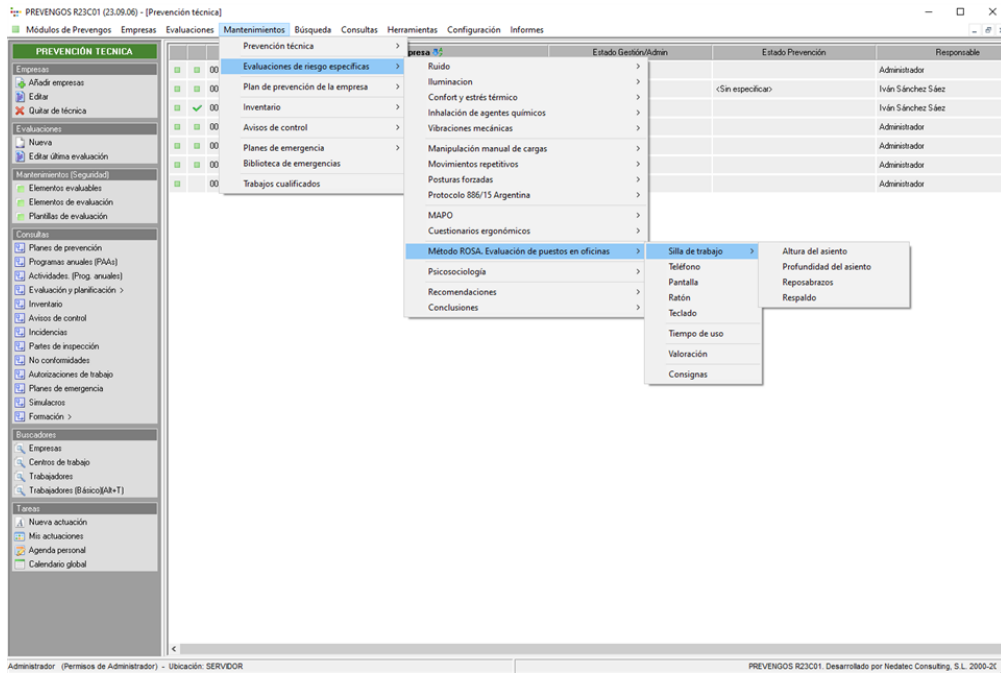 PREVENGOS R23C01 (23.09.06) - [Prevención técnica]
Módulos de Prevengos Empresas Evaluaciones Mantenimientos Búsqueda Consultas Herramientas Configuración Informes
PREVENCIÓN TECNICA
Empresas
Añadir empresas
Editar
Quitar de técnica
Evaluaciones
Nueva
Editar última evaluación
Mantenimientos (Seguridad)
Elementos evaluables
Elementos de evaluación
Plantillas de evaluación
Consultas
Planes de prevención
Programas anuales (PAAs)
Actividades. (Prog. anuales)
Evaluación y planificación >
Inventario
Avisos de control
Incidencias
Partes de inspección
No conformidades
Autorizaciones de trabajo
Planes de emergencia
Simulacros
Formación >
Buscadores
Empresas
Centros de trabajo
Trabajadores
Trabajadores (Básico)(Alt+T)
Tareas
Nueva actuación
Mis actuaciones
Agenda personal
Calendario global
Prevención técnica >
Evaluaciones de riesgo específicas >
Plan de prevención de la empresa >
Inventario >
Avisos de control >
Planes de emergencia >
Biblioteca de emergencias
Trabajos cualificados
Ruido >
Iluminacion >
Confort y estrés térmico >
Inhalación de agentes químicos >
Vibraciones mecánicas >
Manipulación manual de cargas >
Movimientos repetitivos >
Posturas forzadas >
Protocolo 886/15 Argentina >
MAPO >
Cuestionarios ergonómicos >
Método ROSA. Evaluación de puestos en oficinas >
Psicosociología >
Recomendaciones >
Conclusiones >
Silla de trabajo >
Teléfono
Pantalla
Ratón
Teclado
Tiempo de uso
Valoración
Consignas
Altura del asiento
Profundidad del asiento
Reposabrazos
Respaldo
presa Estado Gestión/Admin Estado Prevención Responsable
00 Administrador
00 <Sin especificar> Iván Sánchez Sáez
00 Iván Sánchez Sáez
00 Administrador
00 Administrador
00 Administrador
00 Administrador
Administrador (Permisos de Administrador) - Ubicación: SERVIDOR
PREVENGOS R23C01. Desarrollado por Nedatec Consulting, S.L. 2000-20